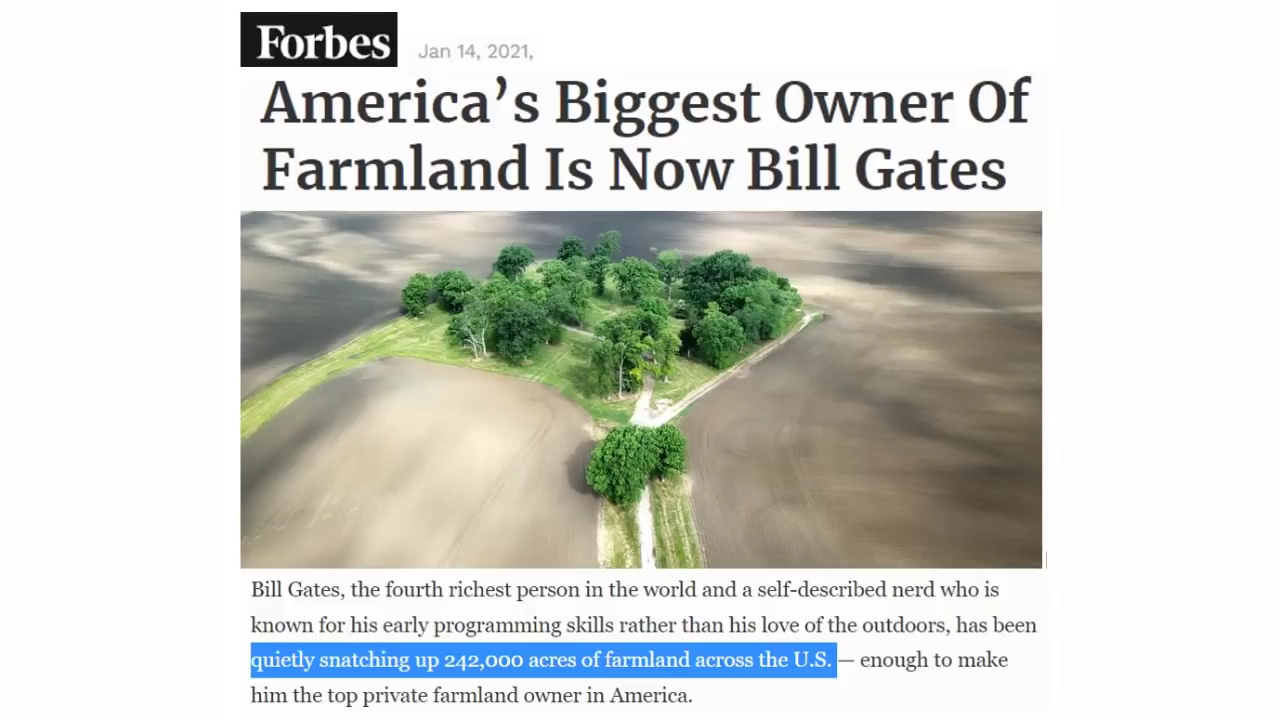 Forbes
Jan 14, 2021,
America’s Biggest Owner Of
Farmland Is Now Bill Gates
Bill Gates, the fourth richest person in the world and a self-described nerd who is
known for his early programming skills rather than his love of the outdoors, has been
quietly snatching up 242,000 acres of farmland across the U.S. — enough to make
him the top private farmland owner in America.